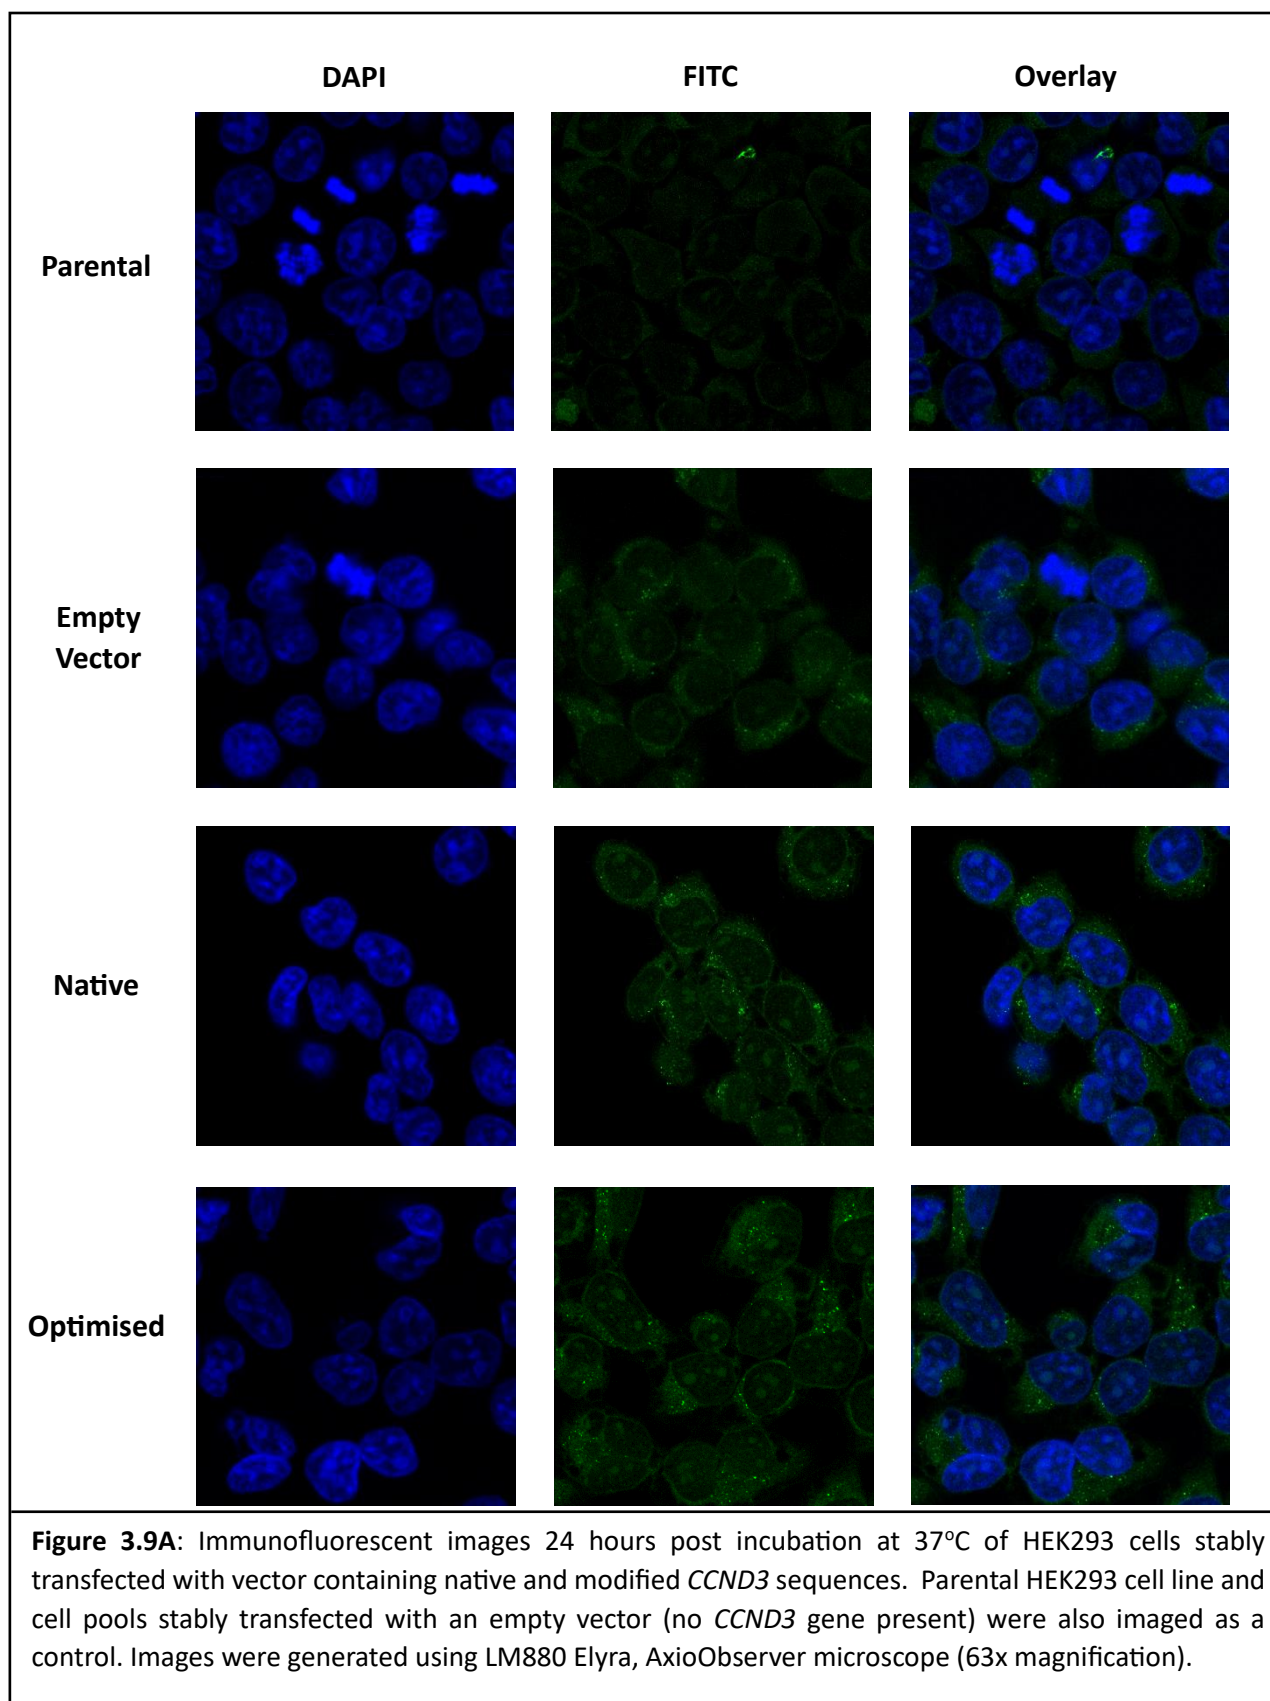 DAPI FITC Overlay
Parental
Empty
Vector
Native
Optimised
Figure 3.9A: Immunofluorescent images 24 hours post incubation at 37°C of HEK293 cells stably
transfected with vector containing native and modified CCND3 sequences. Parental HEK293 cell line and
cell pools stably transfected with an empty vector (no CCND3 gene present) were also imaged as a
control. Images were generated using LM880 Elyra, AxioObserver microscope (63x magnification).